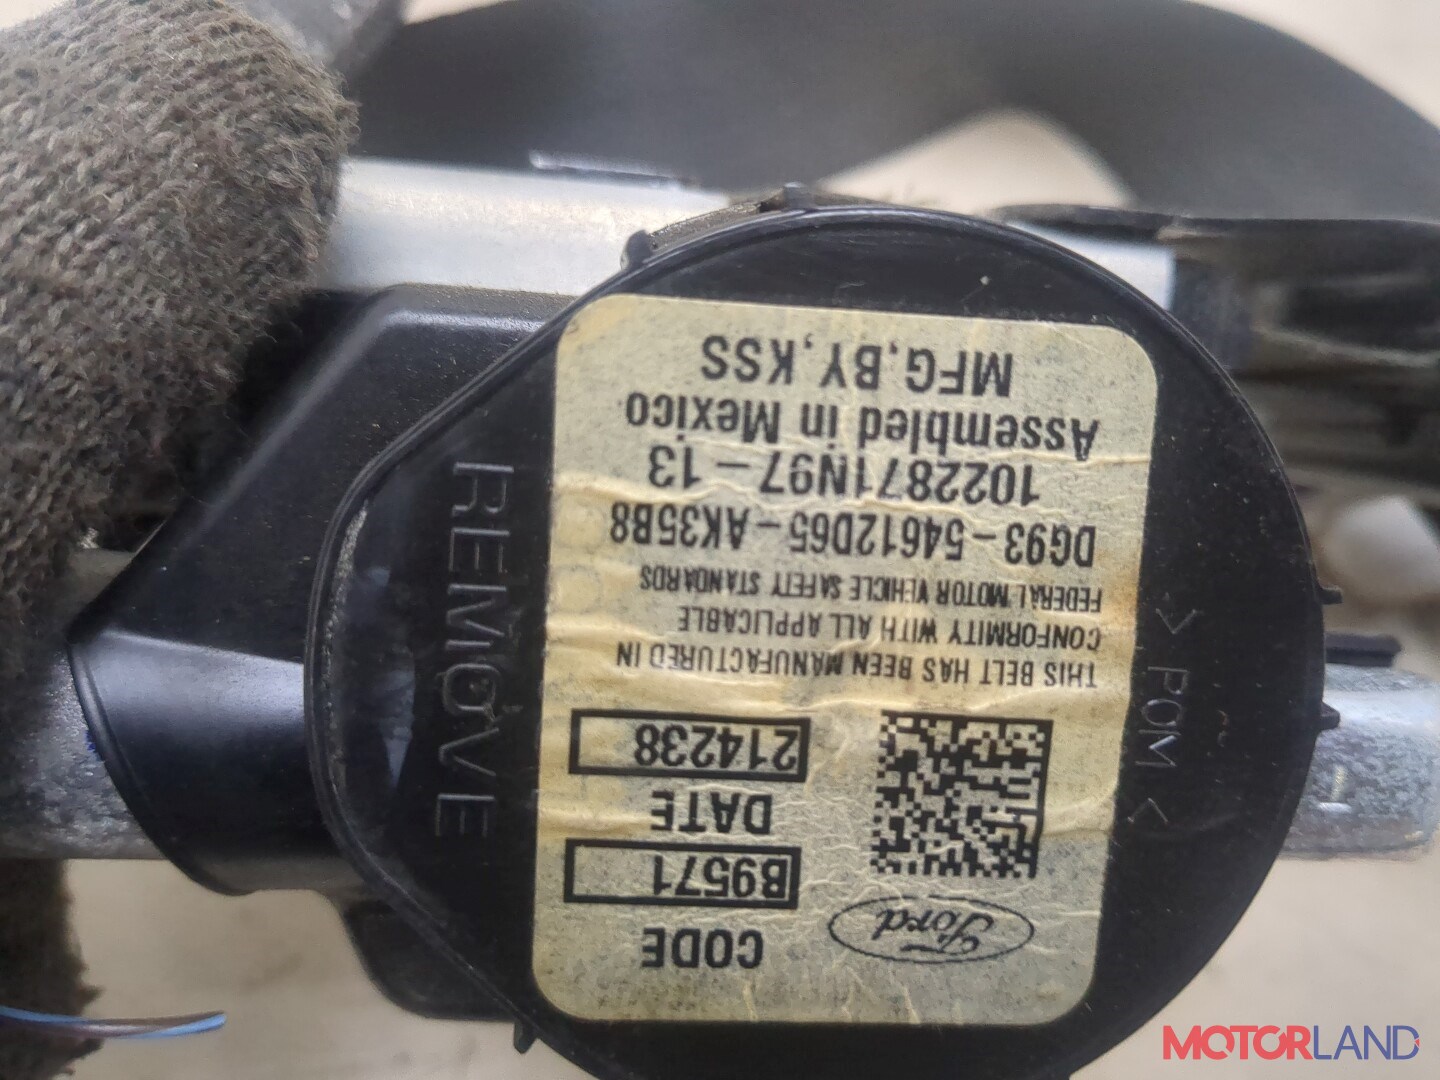 Ford
CODE
B9571
DATE
214238
THIS BELT HAS BEEN MANUFACTURED IN
CONFORMITY WITH ALL APPLICABLE
FEDERAL MOTOR VEHICLE SAFETY STANDARDS
DG93-54612D65-AK35B8
1022871N97-13
Assembled in Mexico
MFG.BY.KSS
REMOVE
> POM <
MOTORLAND